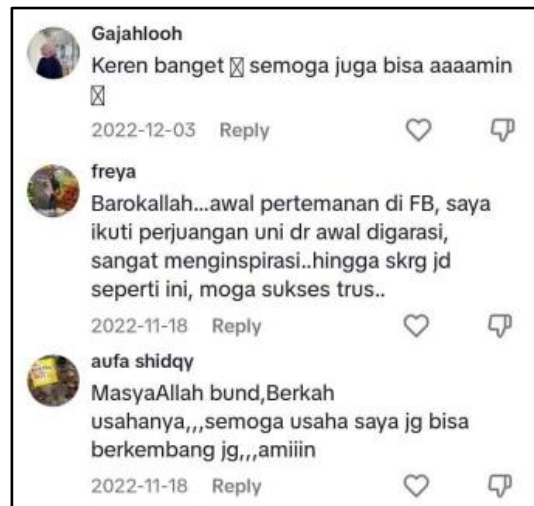 Gajahlooh
Keren banget semoga juga bisa aaaamin
2022-12-03 Reply
freya
Barokallah...awal pertemanan di FB, saya
ikuti perjuangan uni dr awal digarasi,
sangat menginspirasi..hingga skrg jd
seperti ini, moga sukses trus..
2022-11-18 Reply
aufa shidqy
MasyaAllah bund,Berkah
usahanya,,,semoga usaha saya jg bisa
berkembang jg,,,amiiin
2022-11-18 Reply